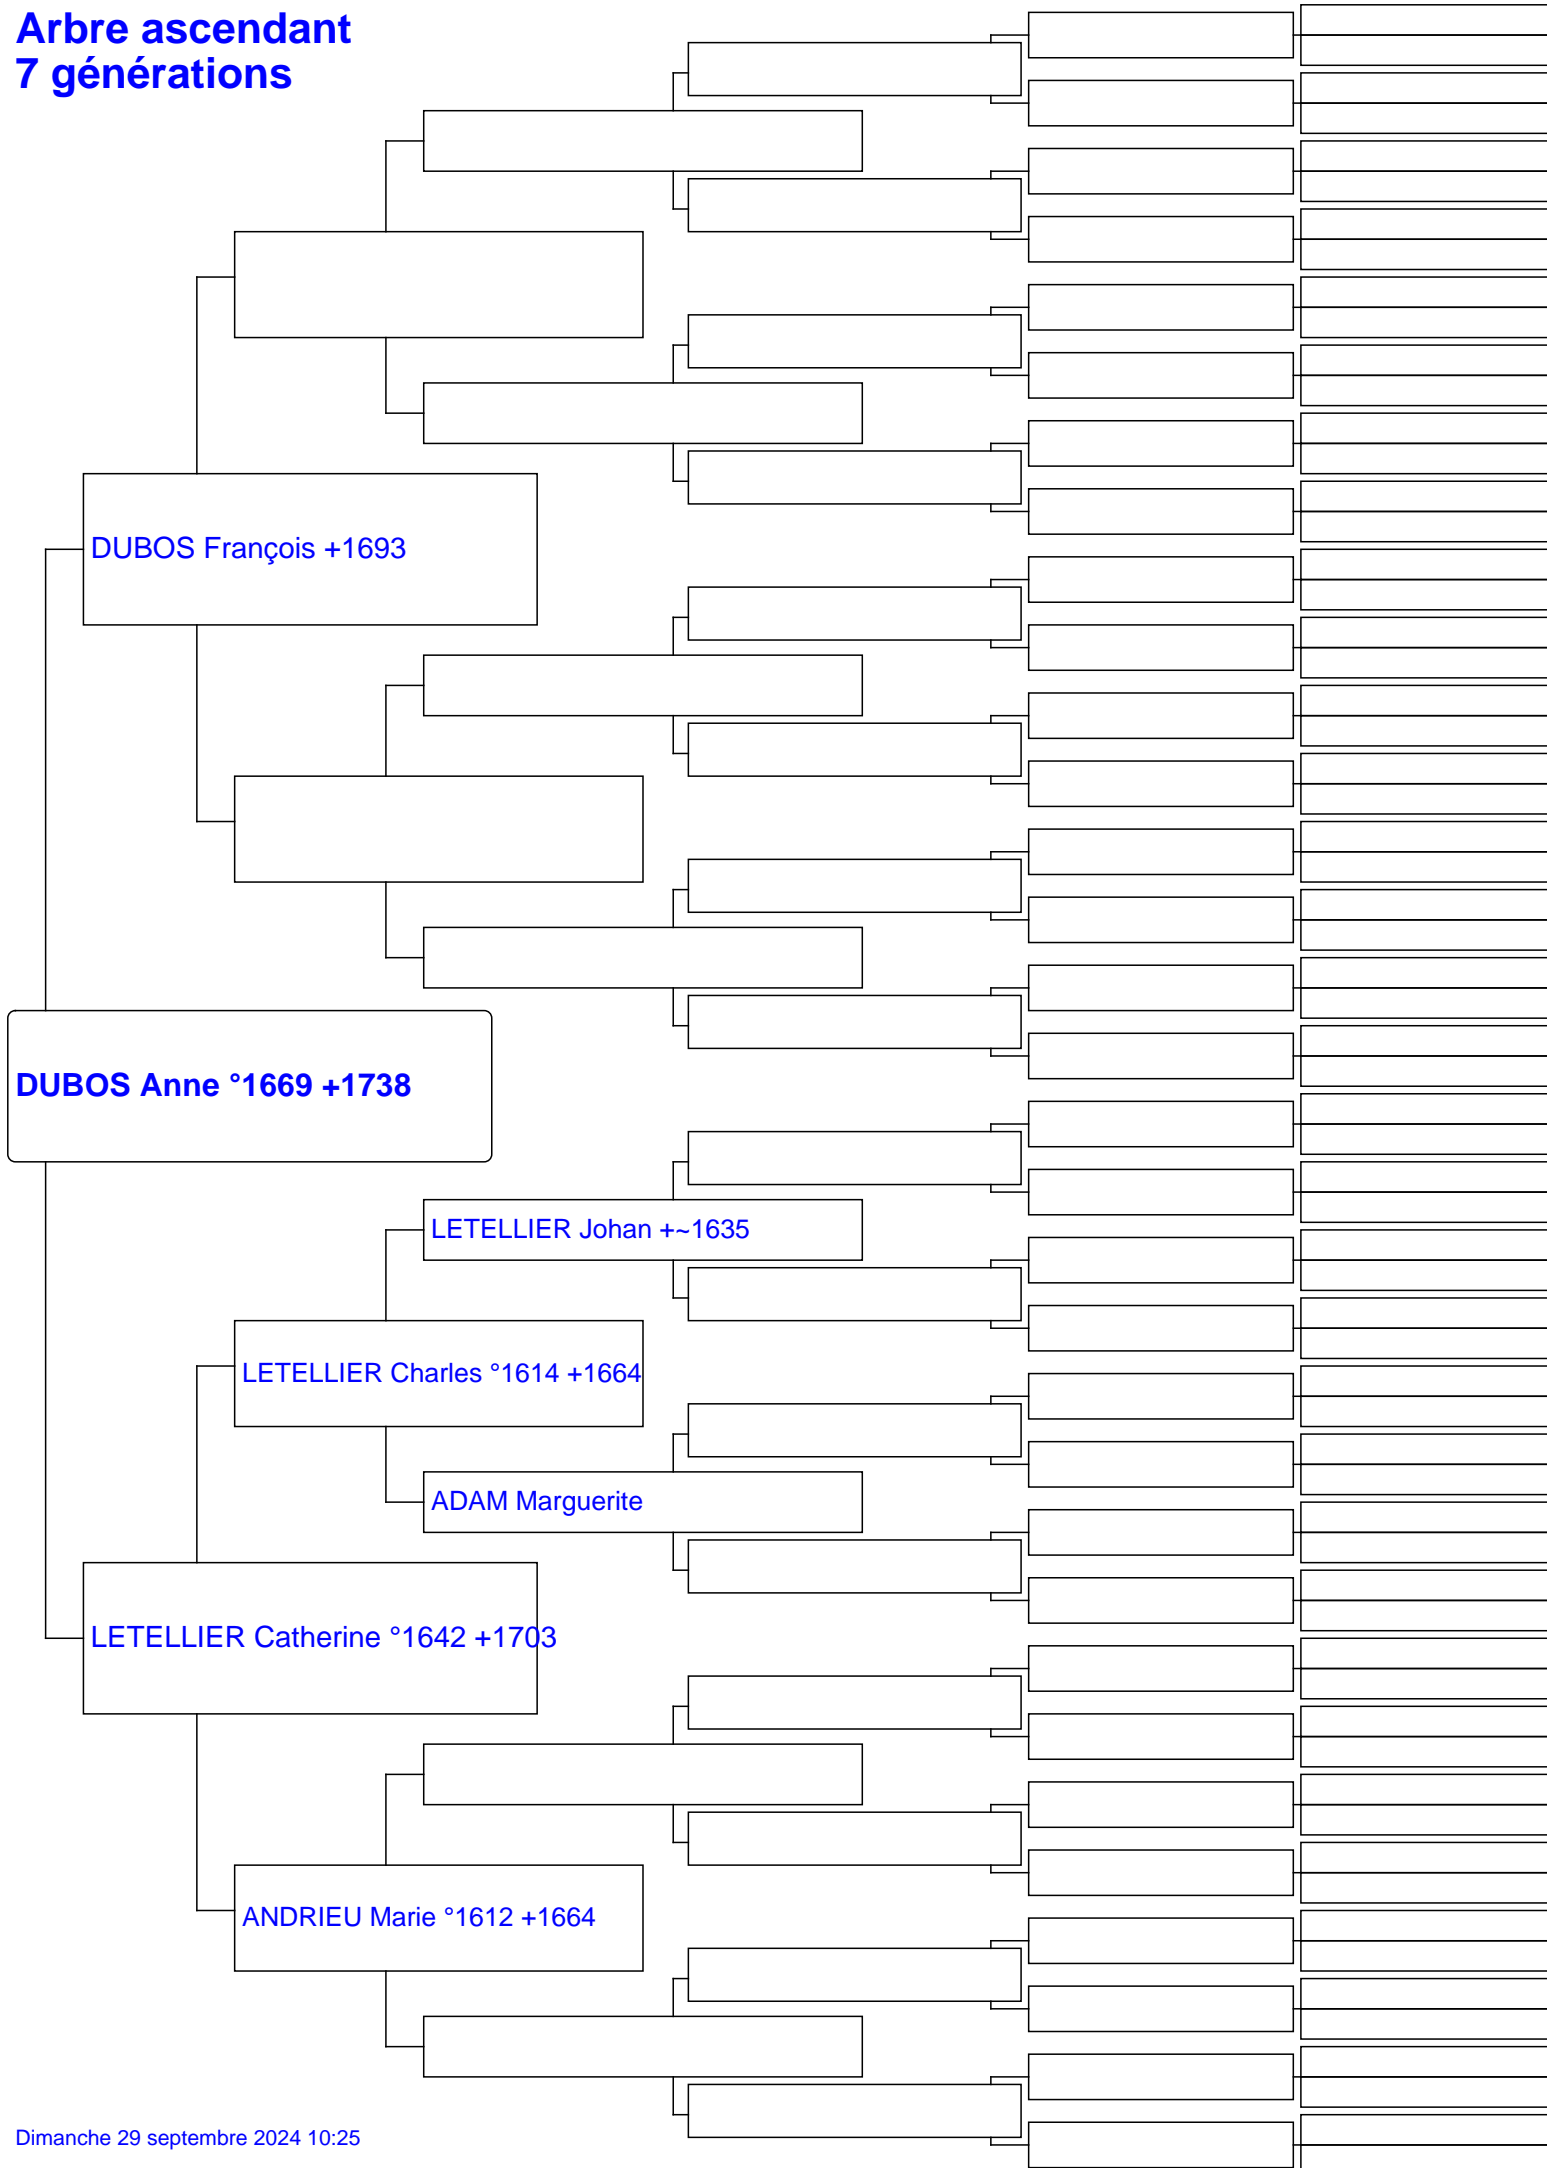 Arbre ascendant
7 générations
DUBOS François +1693
DUBOS Anne °1669 +1738
LETELLIER Johan +~1635
LETELLIER Charles °1614 +1664
ADAM Marguerite
LETELLIER Catherine °1642 +1703
ANDRIEU Marie °1612 +1664
Dimanche 29 septembre 2024 10:25